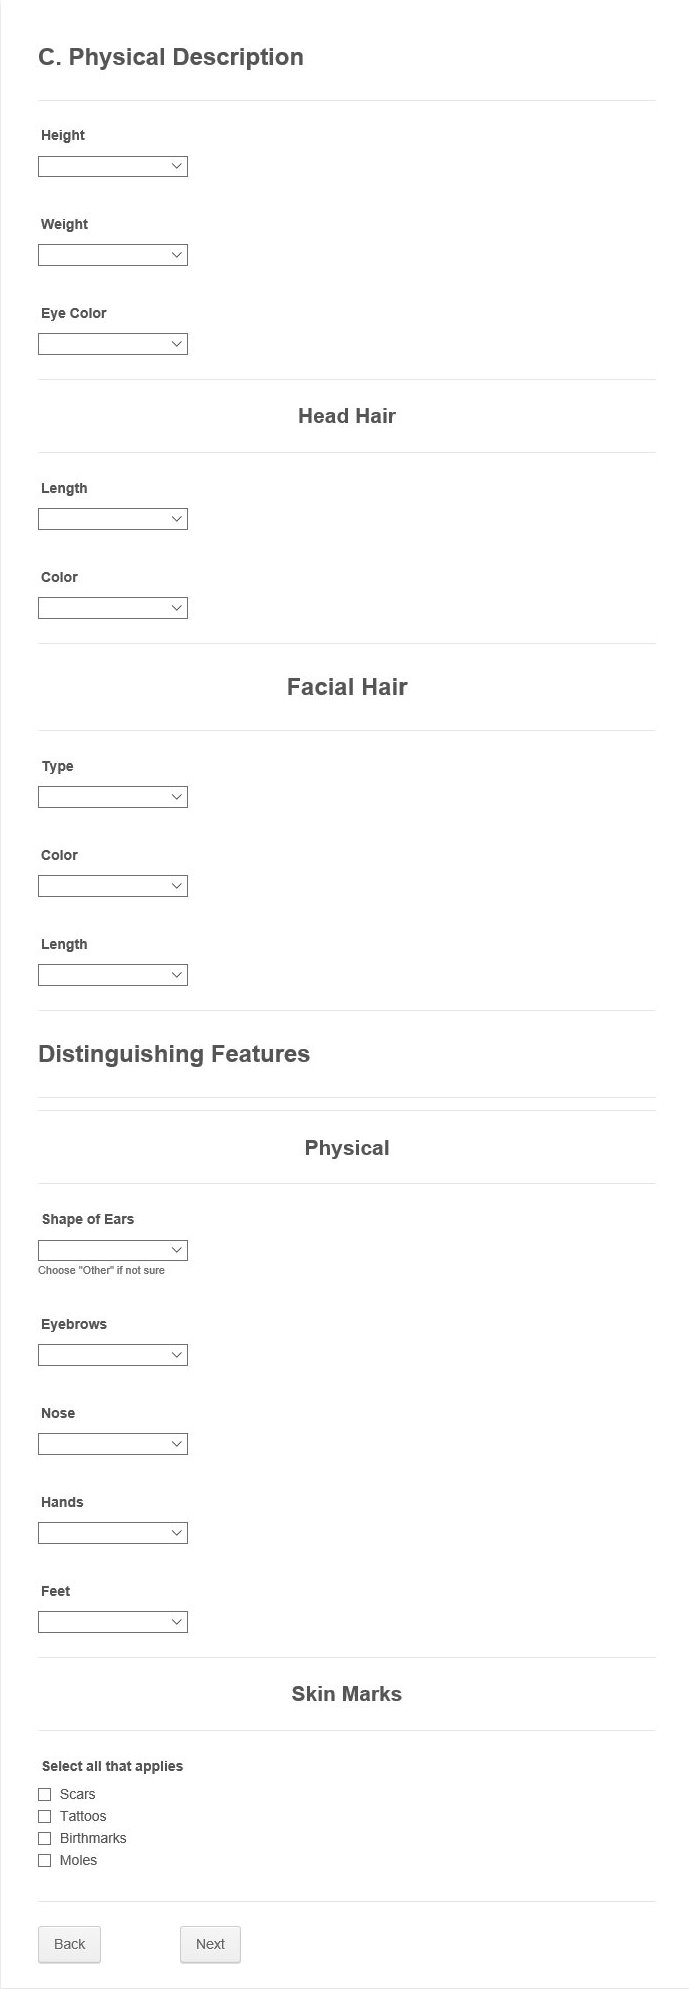 C. Physical Description
Height
Weight
Eye Color
Head Hair
Length
Color
Facial Hair
Type
Color
Length
Distinguishing Features
Physical
Shape of Ears
Choose "Other" if not sure
Eyebrows
Nose
Hands
Feet
Skin Marks
Select all that applies
Scars
Tattoos
Birthmarks
Moles
Back Next